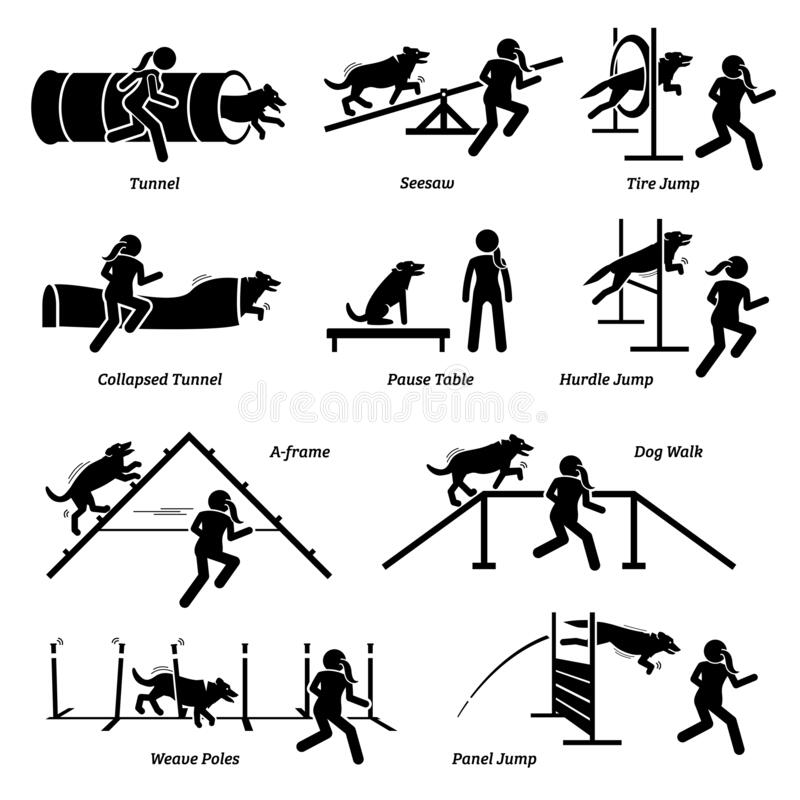 Tunnel
Seesaw
Tire Jump
Collapsed Tunnel
Pause Table
Hurdle Jump
dreamstime
A-frame
Dog Walk
Weave Poles
Panel Jump